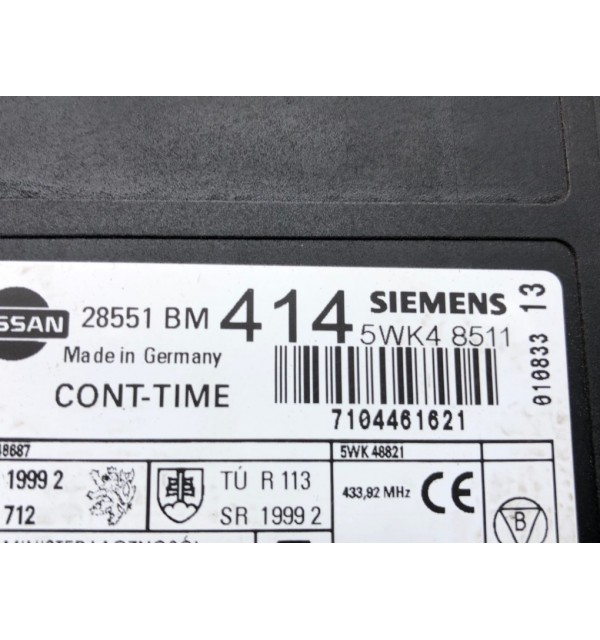 28551 BM 414
SIEMENS
5WK4 8511
Made in Germany
CONT-TIME
7104461621
010833 13
5WK 48821
1999 2
712
TÚ R 113
SR 1999 2
433,92 MHz CE
B